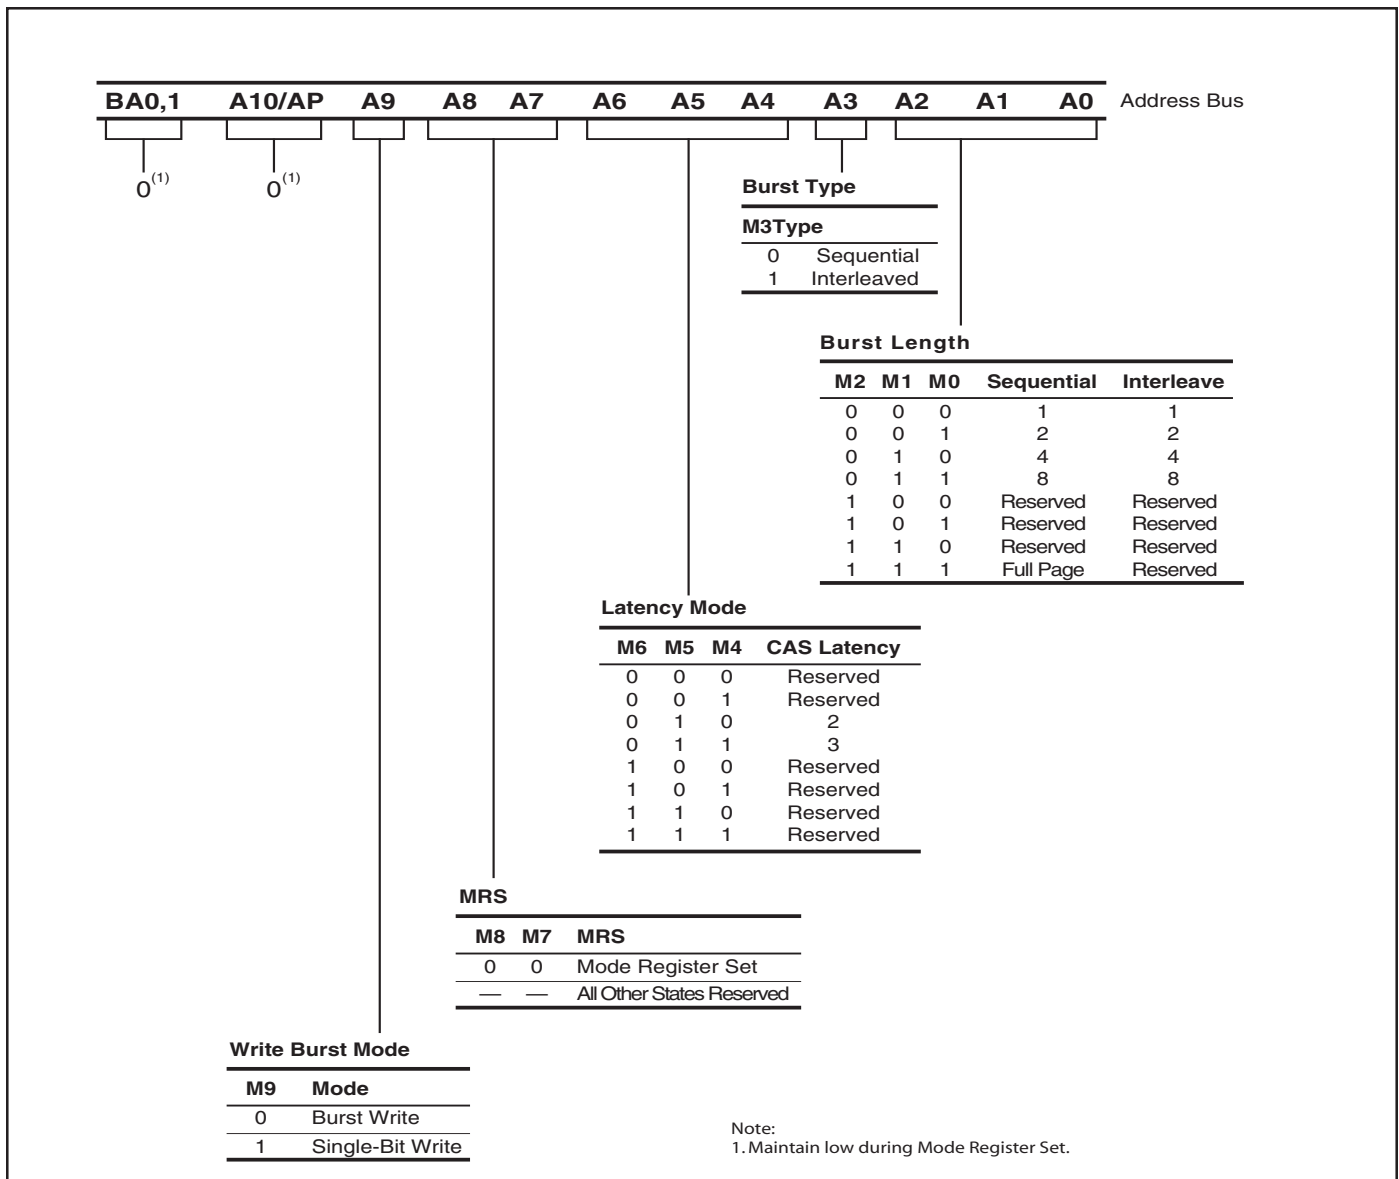 BA0,1 A10/AP A9 A8 A7 A6 A5 A4 A3 A2 A1 A0 Address Bus
0(1) 0(1)
Burst Type
M3Type
0 Sequential
1 Interleaved
Burst Length
M2 M1 M0 Sequential Interleave
0 0 0 1 1
0 0 1 2 2
0 1 0 4 4
0 1 1 8 8
1 0 0 Reserved Reserved
1 0 1 Reserved Reserved
1 1 0 Reserved Reserved
1 1 1 Full Page Reserved
Latency Mode
M6 M5 M4 CAS Latency
0 0 0 Reserved
0 0 1 Reserved
0 1 0 2
0 1 1 3
1 0 0 Reserved
1 0 1 Reserved
1 1 0 Reserved
1 1 1 Reserved
MRS
M8 M7 MRS
0 0 Mode Register Set
— — All Other States Reserved
Write Burst Mode
M9 Mode
0 Burst Write
1 Single-Bit Write
Note:
1. Maintain low during Mode Register Set.